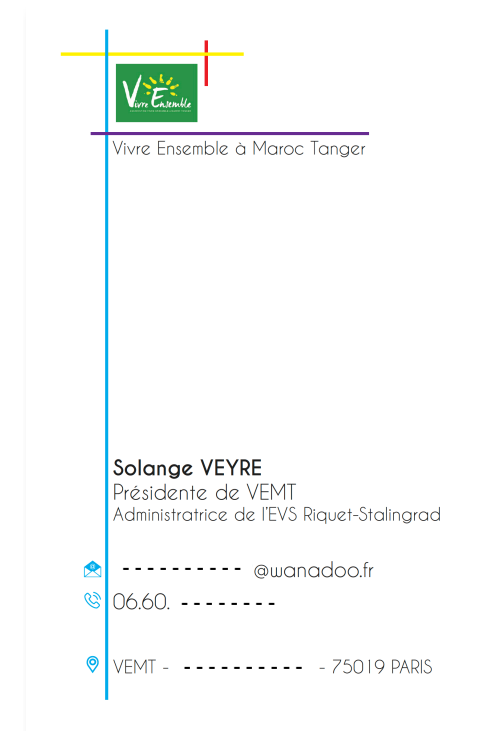 Vivre Ensemble
Vivre Ensemble à Maroc Tanger
Solange VEYRE
Présidente de VEMT
Administratrice de l'EVS Riquet-Stalingrad
---------- @wanadoo.fr
06.60. --------
VEMT - ---------- - 75019 PARIS